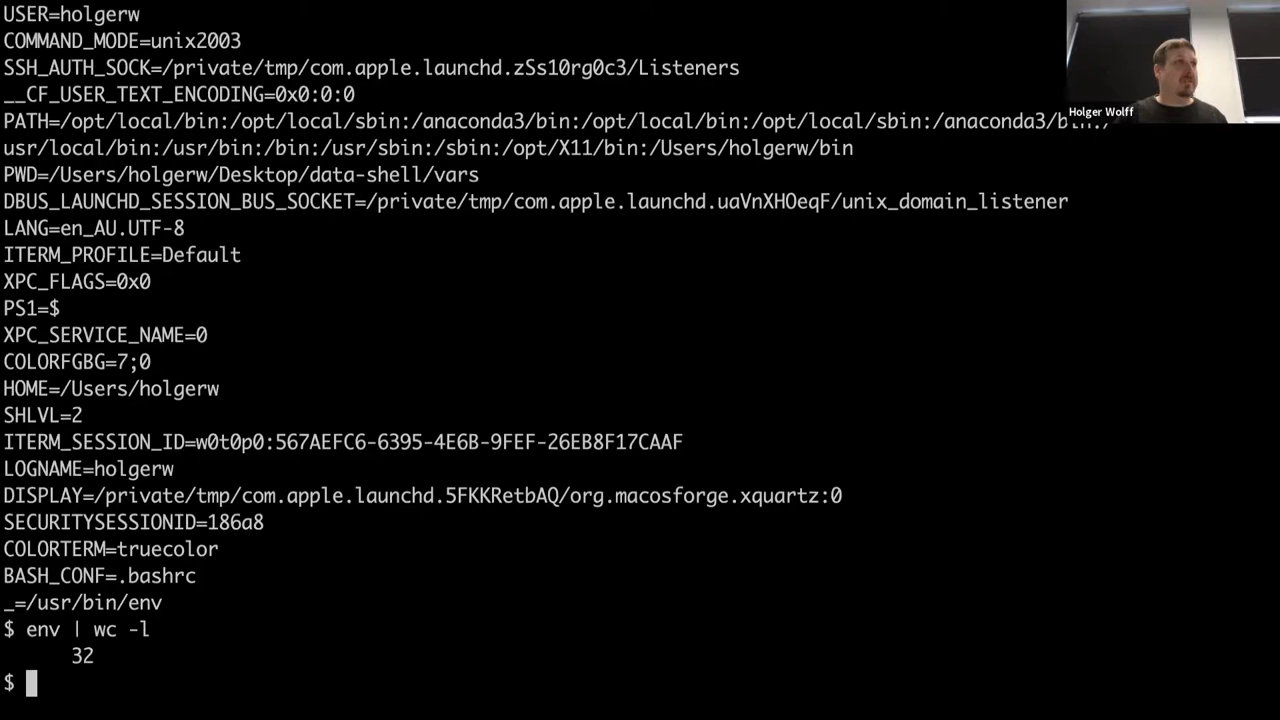 USER=holgerw
COMMAND_MODE=unix2003
SSH_AUTH_SOCK=/private/tmp/com.apple.launchd.zSs10rg0c3/Listeners
__CF_USER_TEXT_ENCODING=0x0:0:0
PATH=/opt/local/bin:/opt/local/sbin:/anaconda3/bin:/opt/local/bin:/opt/local/sbin:/anaconda3/bin:/
usr/local/bin:/usr/bin:/bin:/usr/sbin:/sbin:/opt/X11/bin:/Users/holgerw/bin
PWD=/Users/holgerw/Desktop/data-shell/vars
DBUS_LAUNCHD_SESSION_BUS_SOCKET=/private/tmp/com.apple.launchd.uaVnXHOeqF/unix_domain_listener
LANG=en_AU.UTF-8
ITERM_PROFILE=Default
XPC_FLAGS=0x0
PS1=$
XPC_SERVICE_NAME=0
COLORFGBG=7;0
HOME=/Users/holgerw
SHLVL=2
ITERM_SESSION_ID=w0t0p0:567AEFC6-6395-4E6B-9FEF-26EB8F17CAAF
LOGNAME=holgerw
DISPLAY=/private/tmp/com.apple.launchd.5FKKRetbAQ/org.macosforge.xquartz:0
SECURITYSESSIONID=186a8
COLORTERM=truecolor
BASH_CONF=.bashrc
_=/usr/bin/env
$ env | wc -l
32
$
Holger Wolff